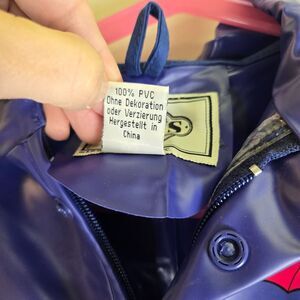 100% PVC
Ohne Dekoration
oder Verzierung
Hergestellt in
China
S